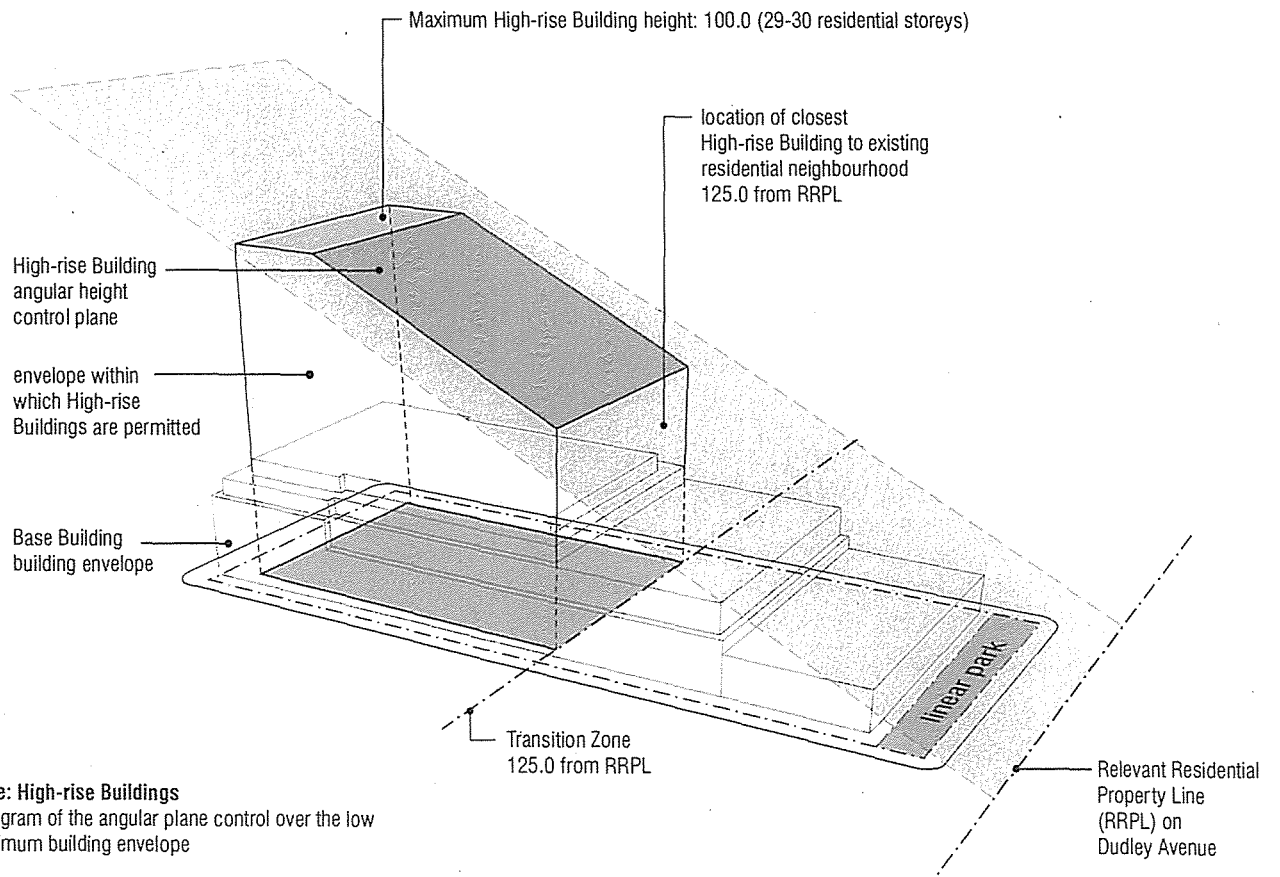 Maximum High-rise Building height: 100.0 (29-30 residential storeys)
location of closest
High-rise Building to existing
residential neighbourhood
125.0 from RRPL
High-rise Building
angular height
control plane
envelope within
which High-rise
Buildings are permitted
Base Building
building envelope
linear park
Transition Zone
125.0 from RRPL
Relevant Residential
Property Line
(RRPL) on
Dudley Avenue
e: High-rise Buildings
gram of the angular plane control over the low
imum building envelope